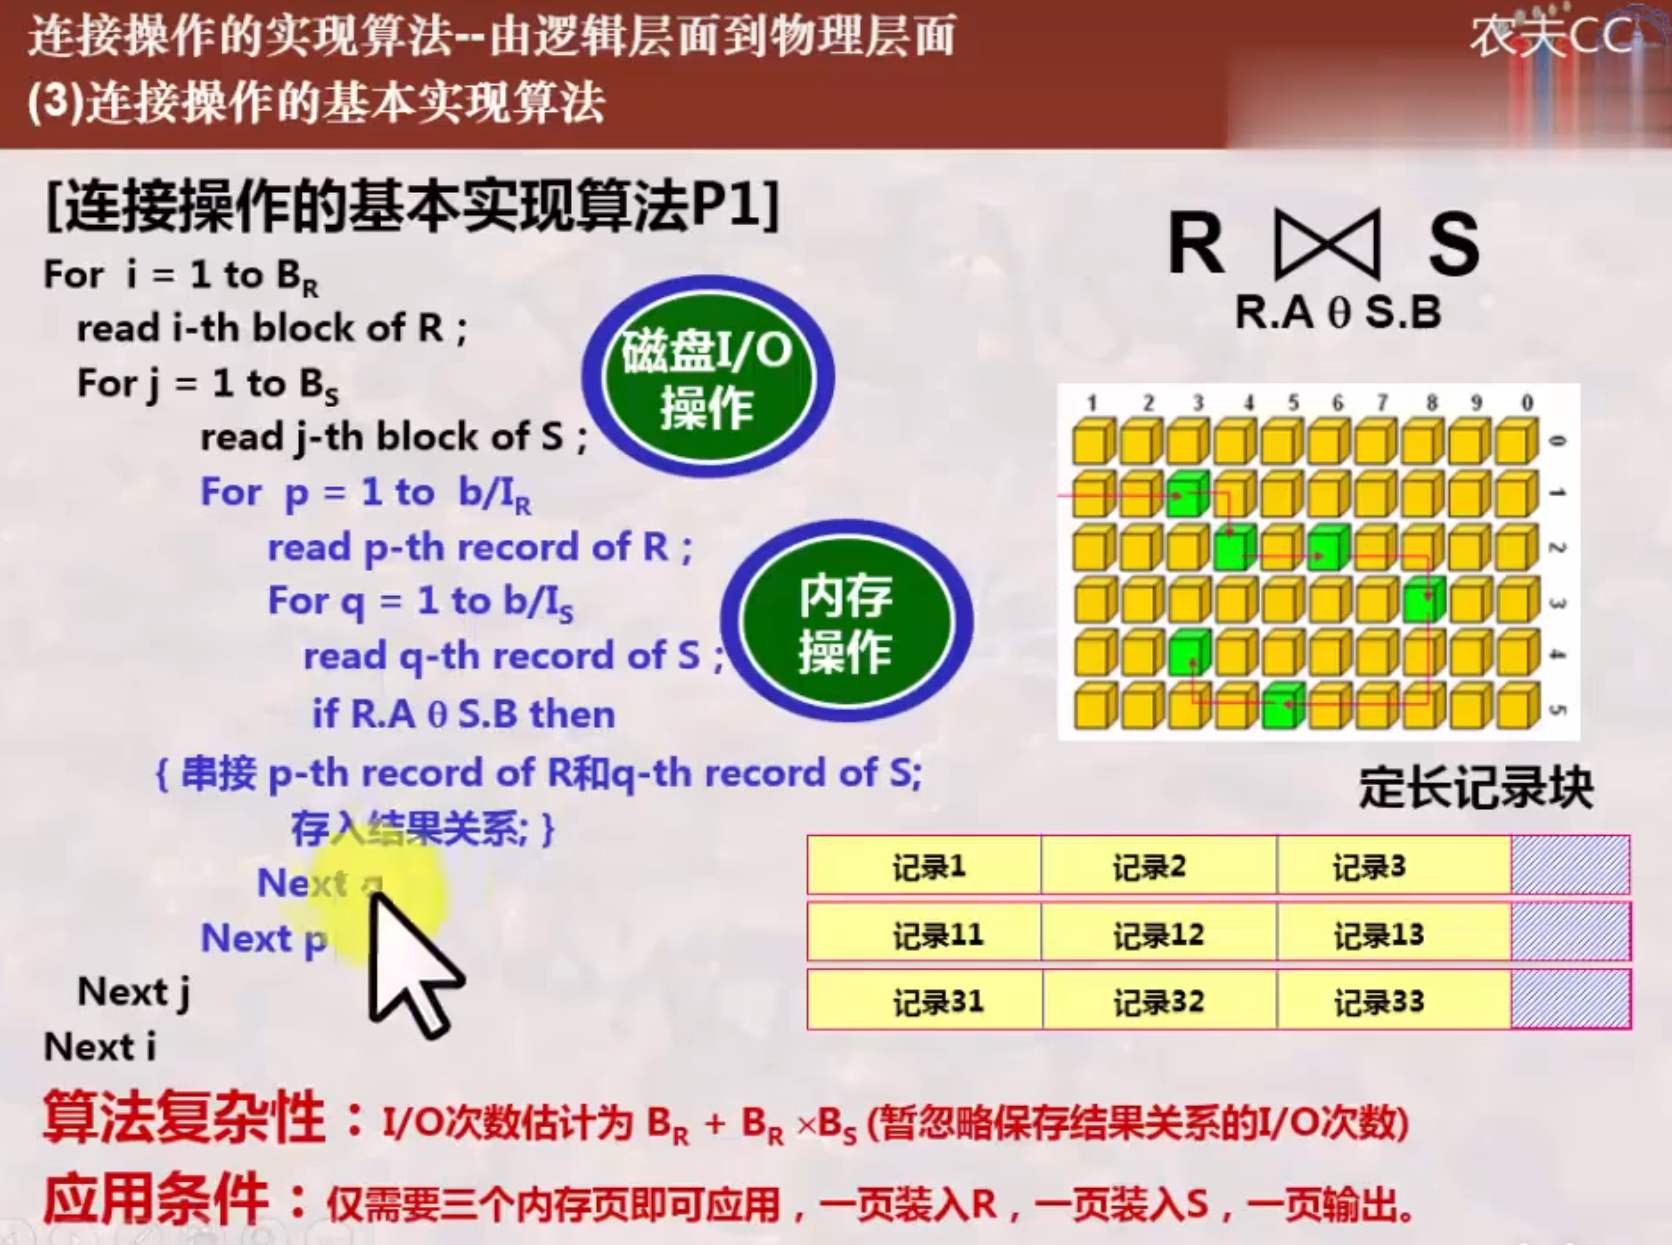 连接操作的实现算法--由逻辑层面到物理层面
农夫CC
(3)连接操作的基本实现算法
[连接操作的基本实现算法P1]
For i = 1 to BR
read i-th block of R ;
For j = 1 to BS
read j-th block of S ;
For p = 1 to b/IR
read p-th record of R ;
For q = 1 to b/IS
read q-th record of S ;
if R.A θ S.B then
{ 串接 p-th record of R和q-th record of S;
存入结果关系; }
Next q
Next p
Next j
Next i
磁盘I/O
操作
内存
操作
R ⋈ S
R.A θ S.B
1 2 3 4 5 6 7 8 9 0
0
1
2
3
4
5
定长记录块
记录1 记录2 记录3
记录11 记录12 记录13
记录31 记录32 记录33
算法复杂性：I/O次数估计为 BR + BR ×BS (暂忽略保存结果关系的I/O次数)
应用条件：仅需要三个内存页即可应用，一页装入R，一页装入S，一页输出。